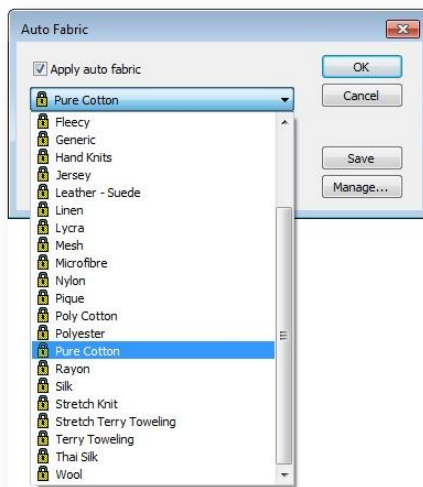 Auto Fabric
Apply auto fabric
OK
Pure Cotton
Cancel
Fleecy
Generic
Hand Knits
Jersey
Save
Leather - Suede
Manage...
Linen
Lycra
Mesh
Microfibre
Nylon
Pique
Poly Cotton
Polyester
Pure Cotton
Rayon
Silk
Stretch Knit
Stretch Terry Toweling
Terry Toweling
Thai Silk
Wool